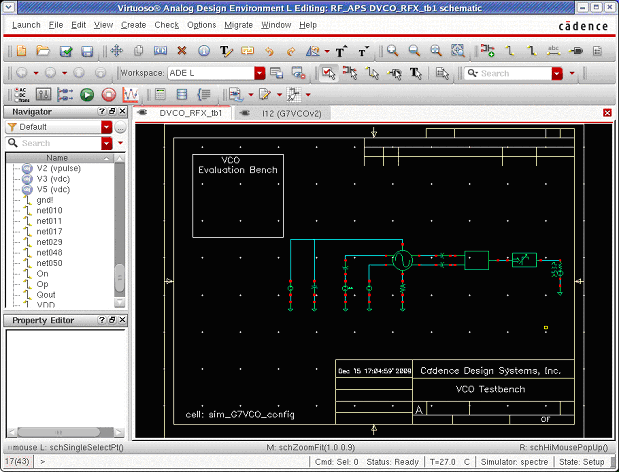 Virtuoso® Analog Design Environment L Editing: RF_APS DVCO_RFX_tb1 schematic
Launch File Edit View Create Check Options Migrate Window Help
cādence
Workspace: ADE L
Search
AC
DC
Trans
Navigator
DVCO_RFX_tb1
I12 (G7VCOv2)
Default
Search
Name
V2 (vpulse)
V3 (vdc)
V5 (vdc)
gnd!
net010
net011
net017
net029
net048
net050
On
Op
Qout
VDD
Property Editor
VCO
Evaluation Bench
Dec 15 17:04:59 2009
Cadence Design Systems, Inc.
VCO Testbench
A
OF
cell: sim_G7VCO_config
mouse L: schSingleSelectPt()
M: schZoomFit(1.0 0.9)
R: schHiMousePopUp()
17(43)
>
Cmd: Sel: 0
Status: Ready
T=27.0 C
Simulator: spectre
State: Setup